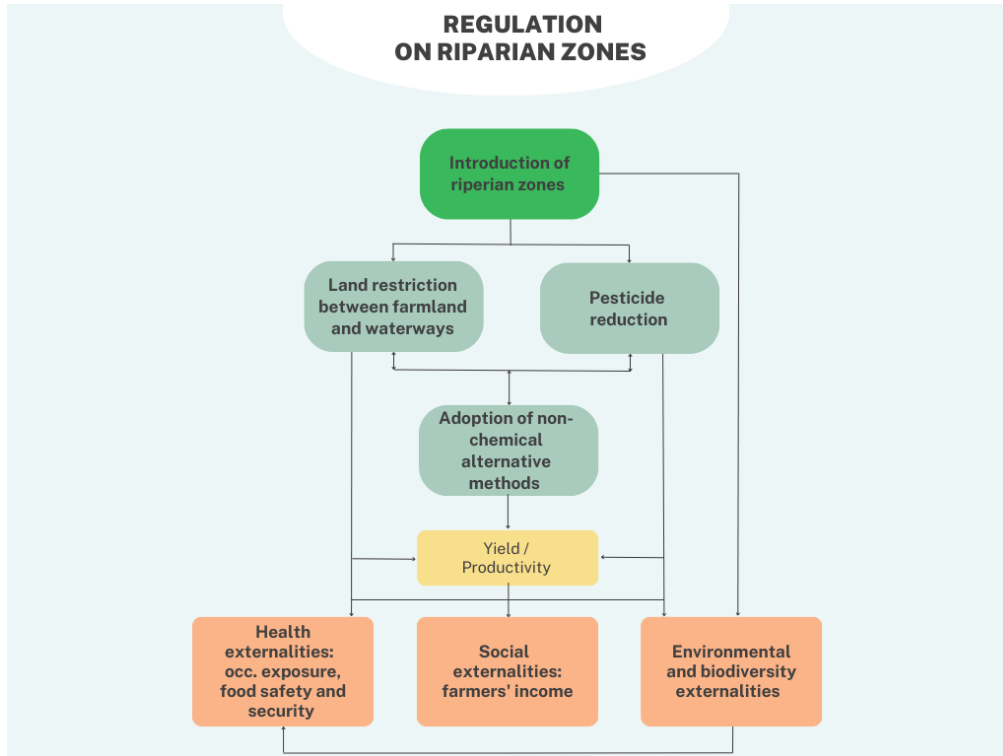 REGULATION
ON RIPARIAN ZONES
Introduction of
riperian zones
Land restriction
between farmland
and waterways
Pesticide
reduction
Adoption of non-
chemical
alternative
methods
Yield /
Productivity
Health
externalities:
occ. exposure,
food safety and
security
Social
externalities:
farmers' income
Environmental
and biodiversity
externalities